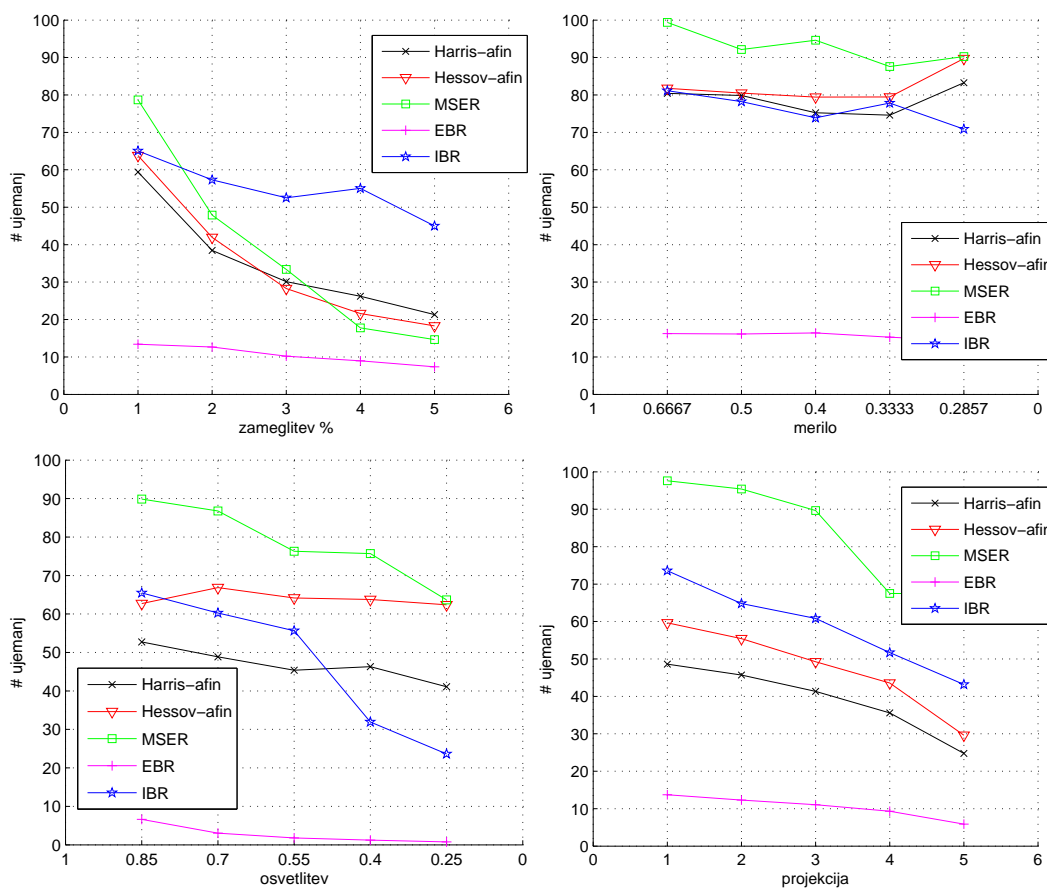 100
90
80
70
60
50
40
30
20
10
0
# ujemanj
0 1 2 3 4 5 6
zameglitev %
Harris−afin
Hessov−afin
MSER
EBR
IBR
100
90
80
70
60
50
40
30
20
10
0
# ujemanj
1 0.6667 0.5 0.4 0.3333 0.2857 0
merilo
Harris−afin
Hessov−afin
MSER
EBR
IBR
100
90
80
70
60
50
40
30
20
10
0
# ujemanj
1 0.85 0.7 0.55 0.4 0.25 0
osvetlitev
Harris−afin
Hessov−afin
MSER
EBR
IBR
100
90
80
70
60
50
40
30
20
10
0
# ujemanj
0 1 2 3 4 5 6
projekcija
Harris−afin
Hessov−afin
MSER
EBR
IBR